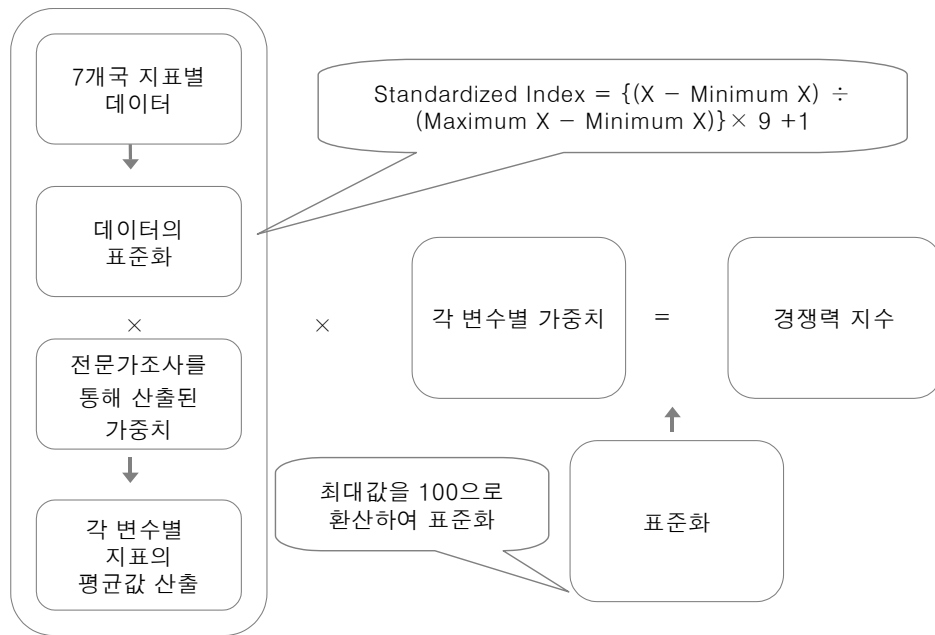 7개국 지표별
데이터
Standardized Index = {(X − Minimum X) ÷
(Maximum X − Minimum X)}× 9 +1
데이터의
표준화
×
전문가조사를
통해 산출된
가중치
각 변수별
지표의
평균값 산출
×
각 변수별 가중치
=
경쟁력 지수
최대값을 100으로
환산하여 표준화
표준화